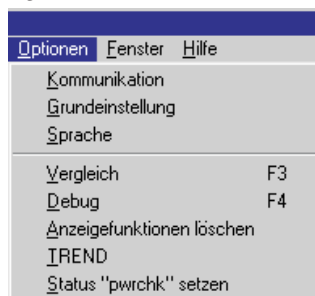 Optionen Fenster Hilfe
Kommunikation
Grundeinstellung
Sprache
Vergleich F3
Debug F4
Anzeigefunktionen löschen
TREND
Status "pwrchk" setzen